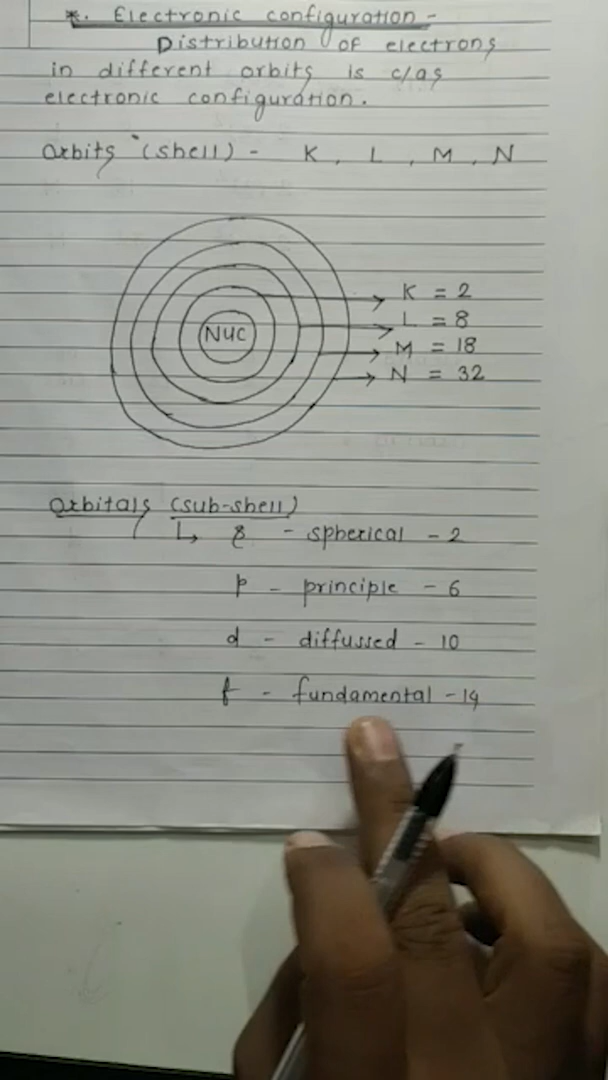 *. Electronic configuration -
Distribution of electrons
in different orbits is c/as
electronic configuration.
Orbits (shell) - K, L, M, N
Nuc
K = 2
L = 8
M = 18
N = 32
Orbitals (sub-shell)
↳ s - spherical - 2
p - principle - 6
d - diffussed - 10
f - fundamental - 14